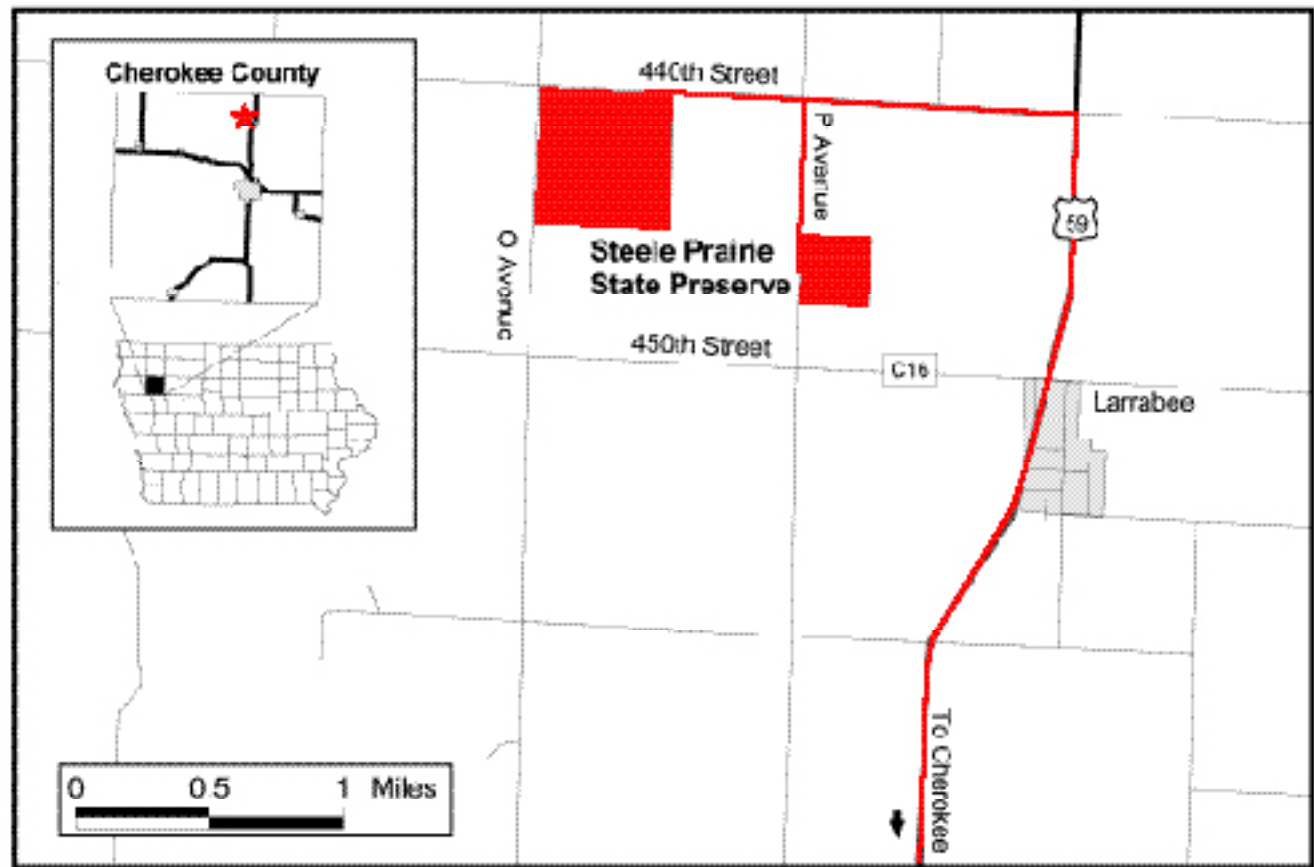 Cherokee County
440th Street
P Avenue
59
Steele Prairie
State Preserve
O Avenue
450th Street
C16
Larrabee
To Cherokee
0 0.5 1 Miles